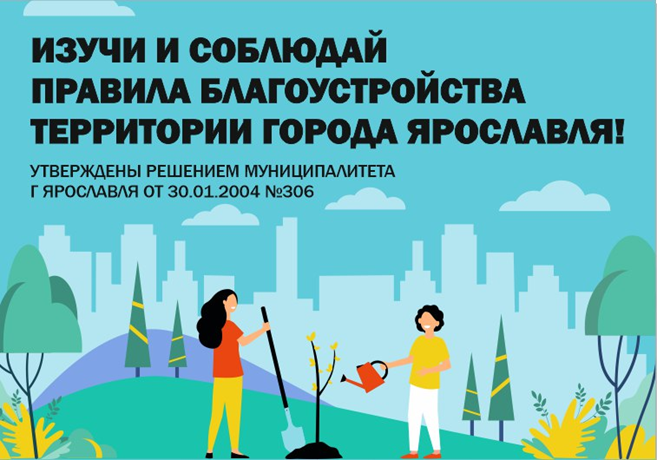 ИЗУЧИ И СОБЛЮДАЙ
ПРАВИЛА БЛАГОУСТРОЙСТВА
ТЕРРИТОРИИ ГОРОДА ЯРОСЛАВЛЯ!
УТВЕРЖДЕНЫ РЕШЕНИЕМ МУНИЦИПАЛИТЕТА
Г ЯРОСЛАВЛЯ ОТ 30.01.2004 №306